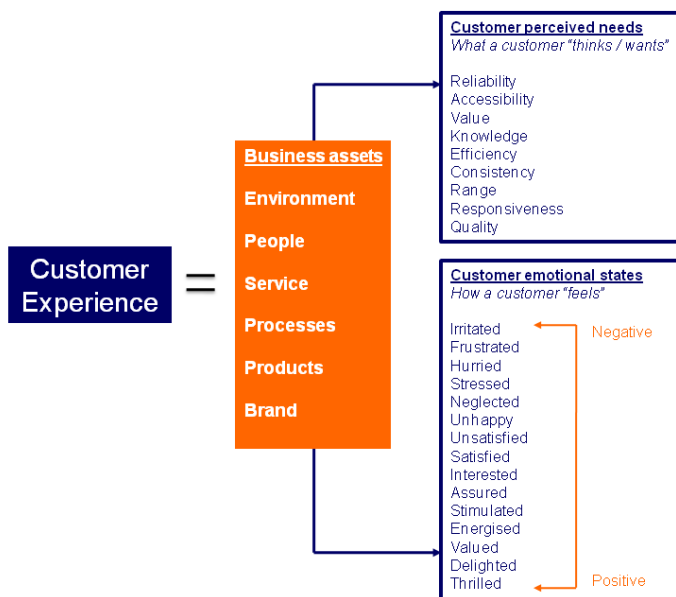 Customer
Experience
=
Business assets
Environment
People
Service
Processes
Products
Brand
Customer perceived needs
What a customer “thinks / wants”
Reliability
Accessibility
Value
Knowledge
Efficiency
Consistency
Range
Responsiveness
Quality
Customer emotional states
How a customer “feels”
Irritated
Frustrated
Hurried
Stressed
Neglected
Unhappy
Unsatisfied
Satisfied
Interested
Assured
Stimulated
Energised
Valued
Delighted
Thrilled
Negative
Positive